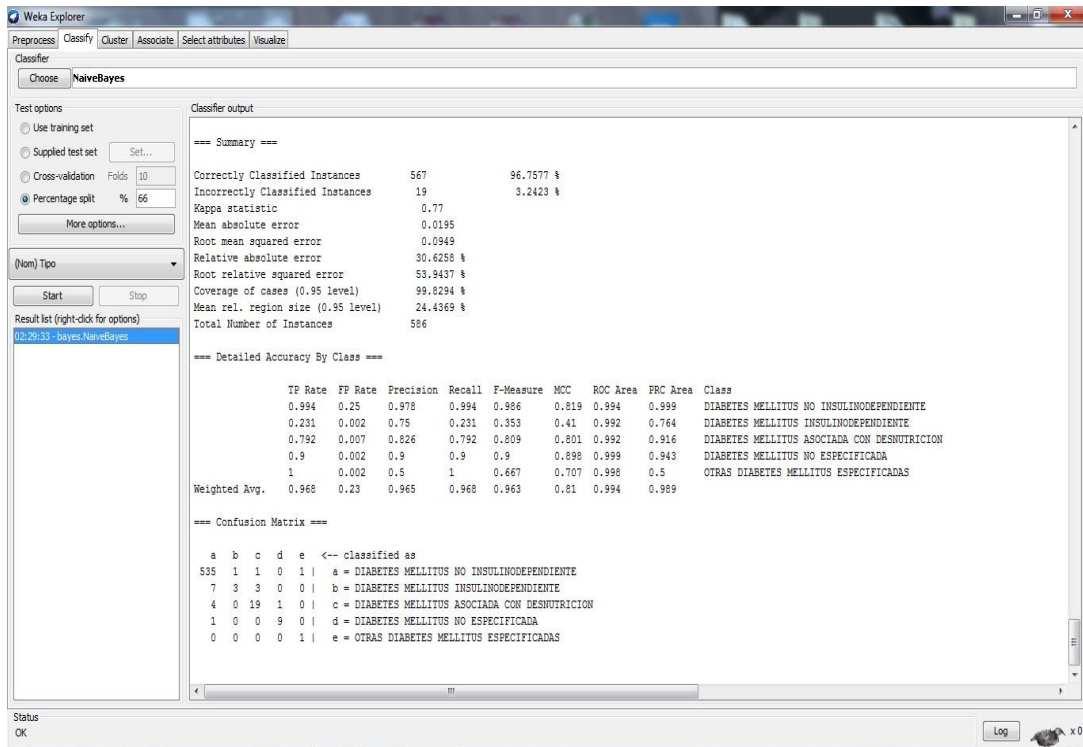 Weka Explorer
Preprocess Classify Cluster Associate Select attributes Visualize
Classifier
Choose NaiveBayes
Test options
Use training set
Supplied test set Set...
Cross-validation Folds 10
Percentage split % 66
More options...
(Nom) Tipo
Start Stop
Result list (right-click for options)
02:29:33 - bayes.NaiveBayes
Classifier output
=== Summary ===
Correctly Classified Instances 567 96.7577 %
Incorrectly Classified Instances 19 3.2423 %
Kappa statistic 0.77
Mean absolute error 0.0195
Root mean squared error 0.0949
Relative absolute error 30.6258 %
Root relative squared error 53.9437 %
Coverage of cases (0.95 level) 99.8294 %
Mean rel. region size (0.95 level) 24.4369 %
Total Number of Instances 586
=== Detailed Accuracy By Class ===
TP Rate FP Rate Precision Recall F-Measure MCC ROC Area PRC Area Class
0.994 0.25 0.978 0.994 0.986 0.819 0.994 0.999 DIABETES MELLITUS NO INSULINODEPENDIENTE
0.231 0.002 0.75 0.231 0.353 0.41 0.992 0.764 DIABETES MELLITUS INSULINODEPENDIENTE
0.792 0.007 0.826 0.792 0.809 0.801 0.992 0.916 DIABETES MELLITUS ASOCIADA CON DESNUTRICION
0.9 0.002 0.9 0.9 0.9 0.898 0.999 0.943 DIABETES MELLITUS NO ESPECIFICADA
1 0.002 0.5 1 0.667 0.707 0.998 0.5 OTRAS DIABETES MELLITUS ESPECIFICADAS
Weighted Avg. 0.968 0.23 0.965 0.968 0.963 0.81 0.994 0.989
=== Confusion Matrix ===
a b c d e <-- classified as
535 1 1 0 1 | a = DIABETES MELLITUS NO INSULINODEPENDIENTE
7 3 3 0 0 | b = DIABETES MELLITUS INSULINODEPENDIENTE
4 0 19 1 0 | c = DIABETES MELLITUS ASOCIADA CON DESNUTRICION
1 0 0 9 0 | d = DIABETES MELLITUS NO ESPECIFICADA
0 0 0 0 1 | e = OTRAS DIABETES MELLITUS ESPECIFICADAS
Status
OK
Log x 0